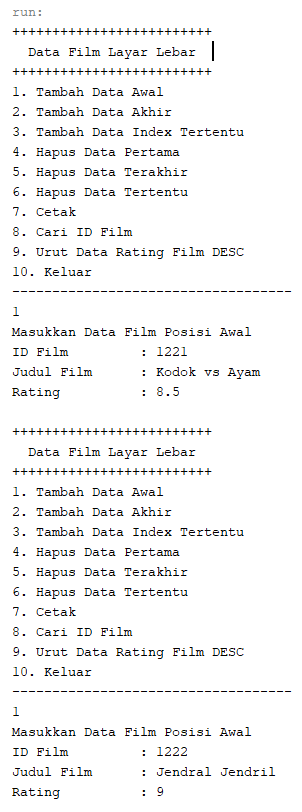 run:
+++++++++++++++++++++++++
Data Film Layar Lebar
+++++++++++++++++++++++++
1. Tambah Data Awal
2. Tambah Data Akhir
3. Tambah Data Index Tertentu
4. Hapus Data Pertama
5. Hapus Data Terakhir
6. Hapus Data Tertentu
7. Cetak
8. Cari ID Film
9. Urut Data Rating Film DESC
10. Keluar
-----------------------------------
1
Masukkan Data Film Posisi Awal
ID Film         : 1221
Judul Film      : Kodok vs Ayam
Rating          : 8.5
+++++++++++++++++++++++++
Data Film Layar Lebar
+++++++++++++++++++++++++
1. Tambah Data Awal
2. Tambah Data Akhir
3. Tambah Data Index Tertentu
4. Hapus Data Pertama
5. Hapus Data Terakhir
6. Hapus Data Tertentu
7. Cetak
8. Cari ID Film
9. Urut Data Rating Film DESC
10. Keluar
-----------------------------------
1
Masukkan Data Film Posisi Awal
ID Film         : 1222
Judul Film      : Jendral Jendril
Rating          : 9